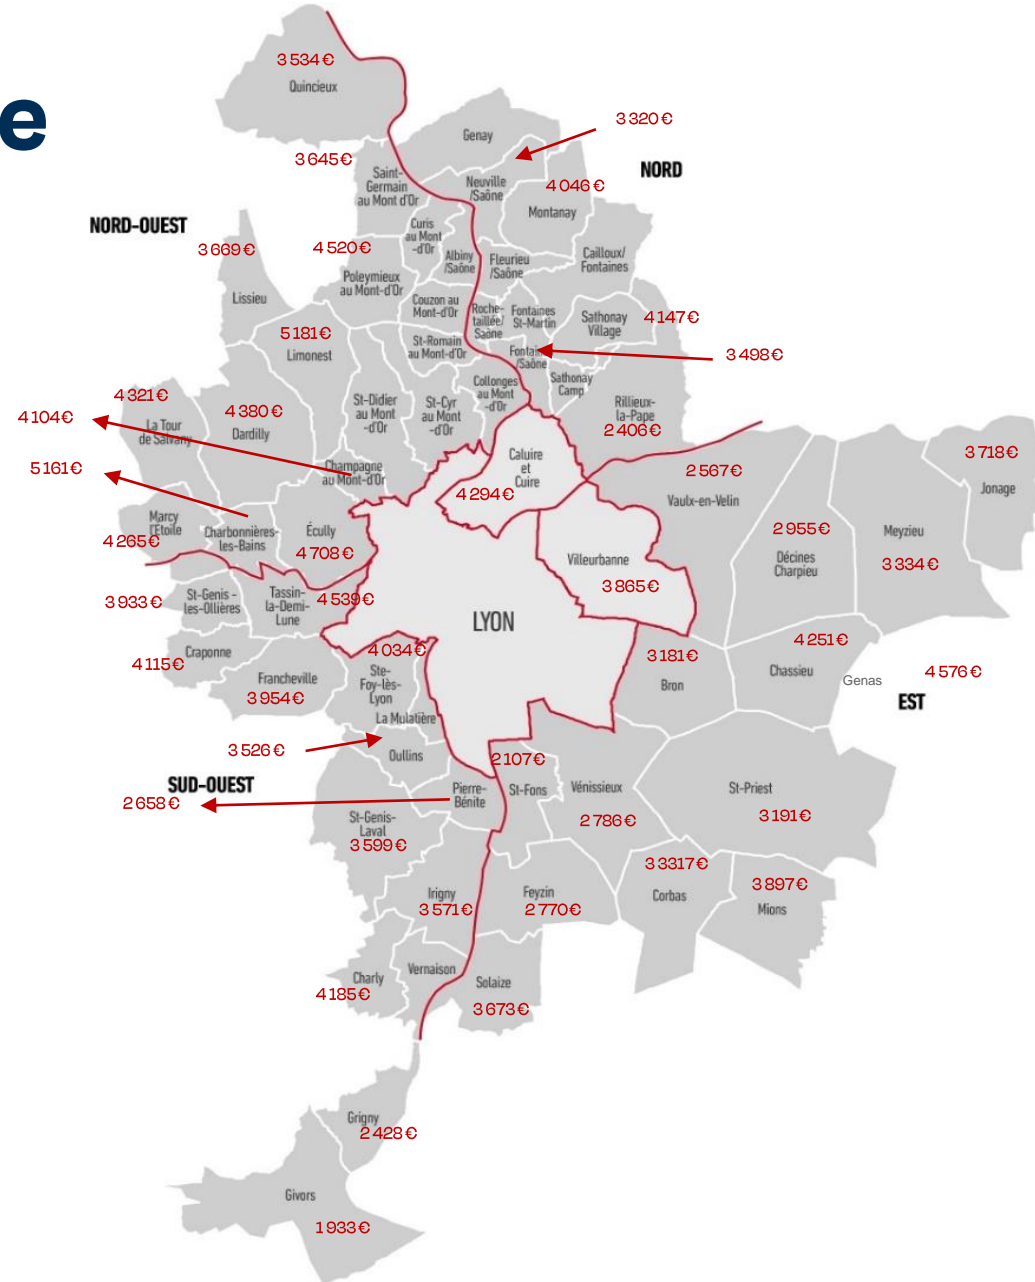 e
3 534 €
Quincieux
3 320 €
Genay
NORD
3 645 €
Saint-
Germain
au Mont d'Or
Neuville
/Saône
4 046 €
Montanay
NORD-OUEST
3 669 €
4 520 €
Curis
au Mont
-d'Or
Albiny
/Saône
Fleurieu
/Saône
Cailloux/
Fontaines
Poleymieux
au Mont-d'Or
Lissieu
Couzon au
Mont-d'Or
Roche-
taillée/
Saône
Fontaines
St-Martin
Sathonay
Village
4 147 €
5 181 €
Limonest
St-Romain
au Mont-d'Or
Fontain
/Saône
3 498 €
Collonges
au Mont
-d'Or
Sathonay
Camp
4 321 €
4 104 €
La Tour
de Salvany
4 380 €
Dardilly
St-Didier
au Mont
-d'Or
St-Cyr
au Mont
-d'Or
Rillieux-
la-Pape
2 406 €
5 161 €
Champagne
au Mont-d'Or
Caluire
et
Cuire
4 294 €
2 567 €
Vaulx-en-Velin
3 718 €
Jonage
Marcy
l'Etoile
4 265 €
Charbonnières-
les-Bains
Écully
4 708 €
2 955 €
Décines
Charpieu
Meyzieu
3 334 €
Villeurbanne
3 865 €
3 933 €
St-Genis -
les-Ollières
Tassin-
la-Demi-
Lune
4 539 €
LYON
4 115 €
Craponne
4 034 €
Ste-
Foy-lès-
Lyon
Francheville
3 954 €
3 181 €
Bron
4 251 €
Chassieu
Genas
4 576 €
EST
La Mulatière
3 526 €
Oullins
SUD-OUEST
2 658 €
Pierre-
Bénite
2 107 €
St-Fons
Vénissieux
2 786 €
St-Priest
3 191 €
St-Genis-
Laval
3 599 €
3 3317 €
Corbas
3 897 €
Mions
Irigny
3 571 €
Feyzin
2 770 €
Charly
4 185 €
Vernaison
Solaize
3 673 €
Grigny
2 428 €
Givors
1 933 €